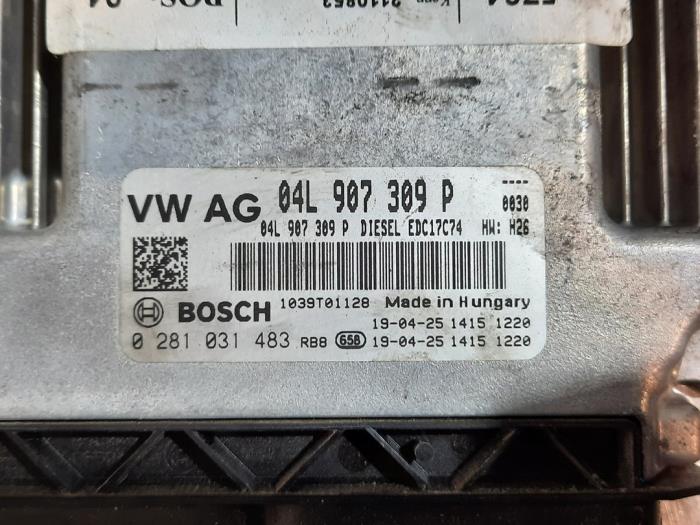 VW AG 04L 907 309 P ----
0030
04L 907 309 P DIESEL EDC17C74 HW: H26
BOSCH 1039T01128 Made in Hungary
19-04-25 1415 1220
0 281 031 483 RB8 658 19-04-25 1415 1220